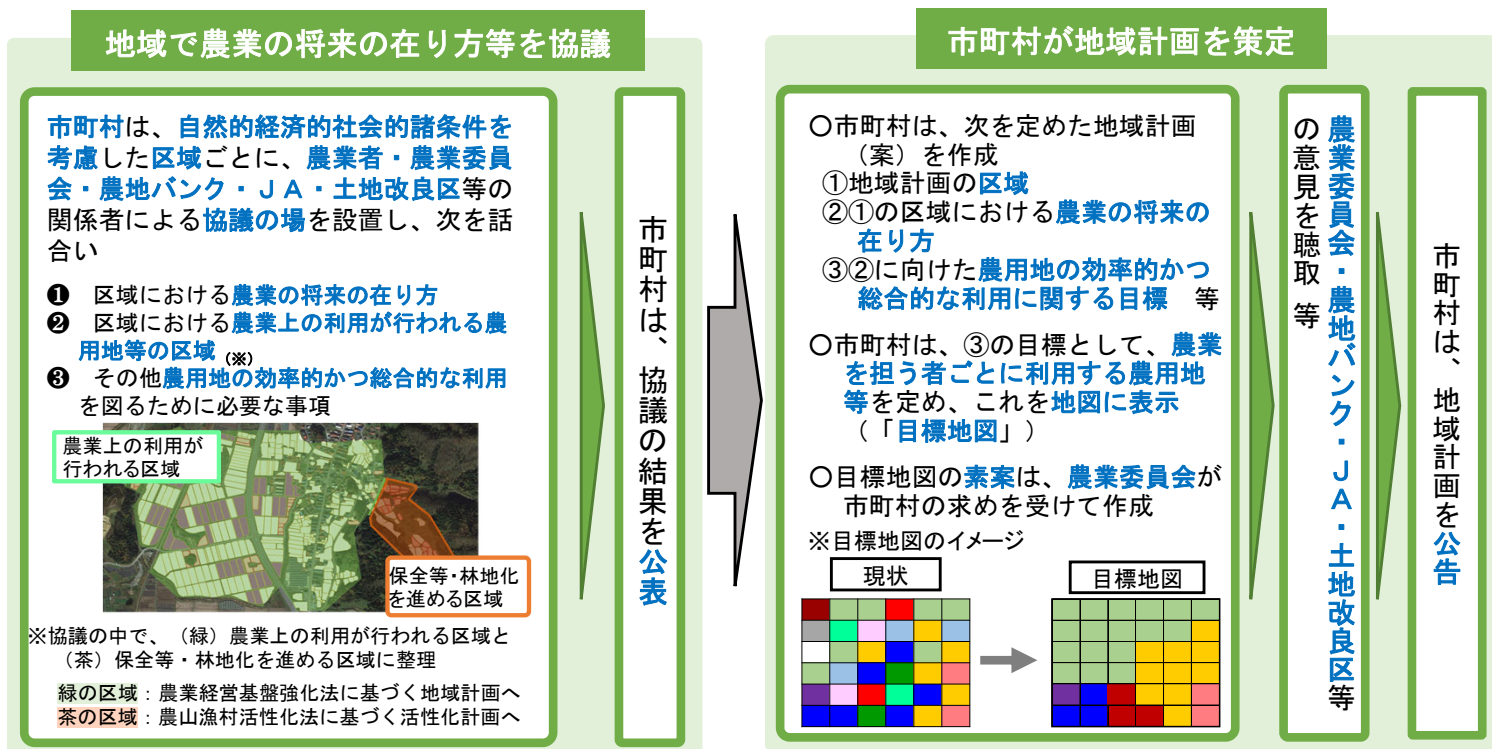 地域で農業の将来の在り方等を協議
市町村は、自然的経済的社会的諸条件を
考慮した区域ごとに、農業者・農業委員
会・農地バンク・ＪＡ・土地改良区等の
関係者による協議の場を設置し、次を話
合い
❶　区域における農業の将来の在り方
❷　区域における農業上の利用が行われる農
用地等の区域（※）
❸　その他農用地の効率的かつ総合的な利用
を図るために必要な事項
農業上の利用が
行われる区域
保全等・林地化
を進める区域
※協議の中で、（緑）農業上の利用が行われる区域と
（茶）保全等・林地化を進める区域に整理
緑の区域：農業経営基盤強化法に基づく地域計画へ
茶の区域：農山漁村活性化法に基づく活性化計画へ
市町村は、協議の結果を公表
市町村が地域計画を策定
〇市町村は、次を定めた地域計画
（案）を作成
①地域計画の区域
②①の区域における農業の将来の
在り方
③②に向けた農用地の効率的かつ
総合的な利用に関する目標　等
〇市町村は、③の目標として、農業
を担う者ごとに利用する農用地
等を定め、これを地図に表示
（「目標地図」）
〇目標地図の素案は、農業委員会が
市町村の求めを受けて作成
※目標地図のイメージ
現状
目標地図
農業委員会・農地バンク・ＪＡ・土地改良区等
の意見を聴取　等
市町村は、地域計画を公告